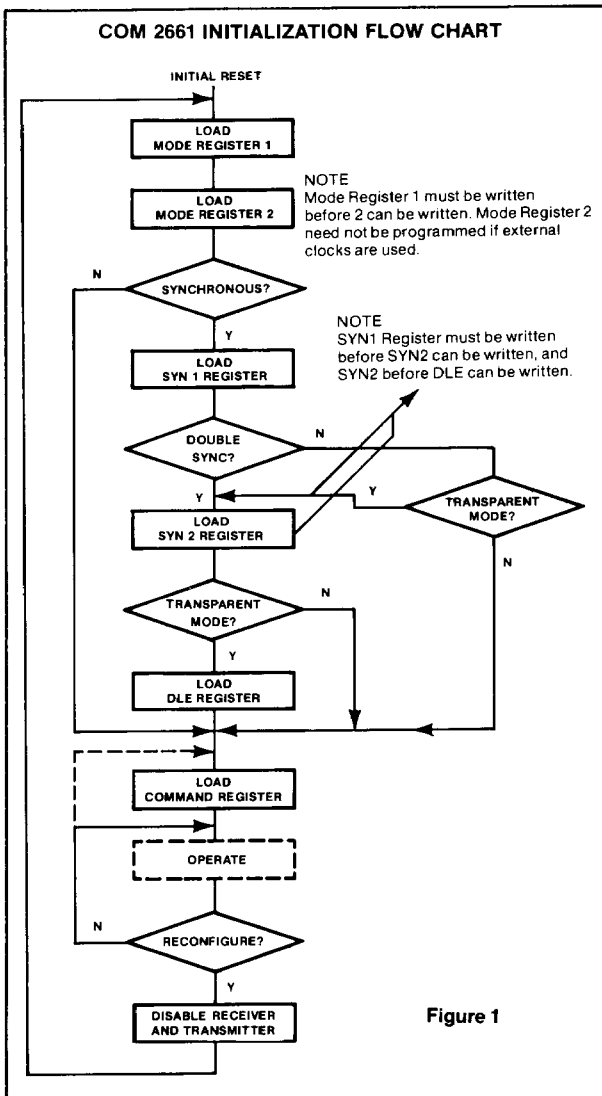 COM 2661 INITIALIZATION FLOW CHART
INITIAL RESET
LOAD
MODE REGISTER 1
LOAD
MODE REGISTER 2
NOTE
Mode Register 1 must be written
before 2 can be written. Mode Register 2
need not be programmed if external
clocks are used.
N
SYNCHRONOUS?
Y
NOTE
SYN1 Register must be written
before SYN2 can be written, and
SYN2 before DLE can be written.
LOAD
SYN 1 REGISTER
DOUBLE
SYNC?
N
Y
Y
TRANSPARENT
MODE?
LOAD
SYN 2 REGISTER
N
TRANSPARENT
MODE?
N
Y
LOAD
DLE REGISTER
LOAD
COMMAND REGISTER
OPERATE
N
RECONFIGURE?
Y
DISABLE RECEIVER
AND TRANSMITTER
Figure 1